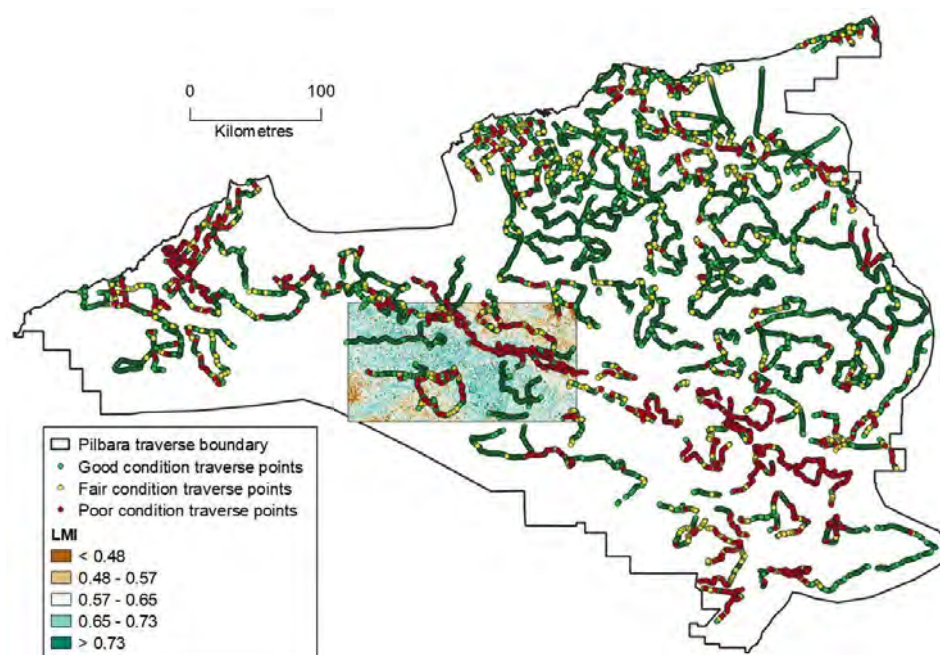 0 100
Kilometres
Pilbara traverse boundary
Good condition traverse points
Fair condition traverse points
Poor condition traverse points
LMI
< 0.48
0.48 - 0.57
0.57 - 0.65
0.65 - 0.73
> 0.73